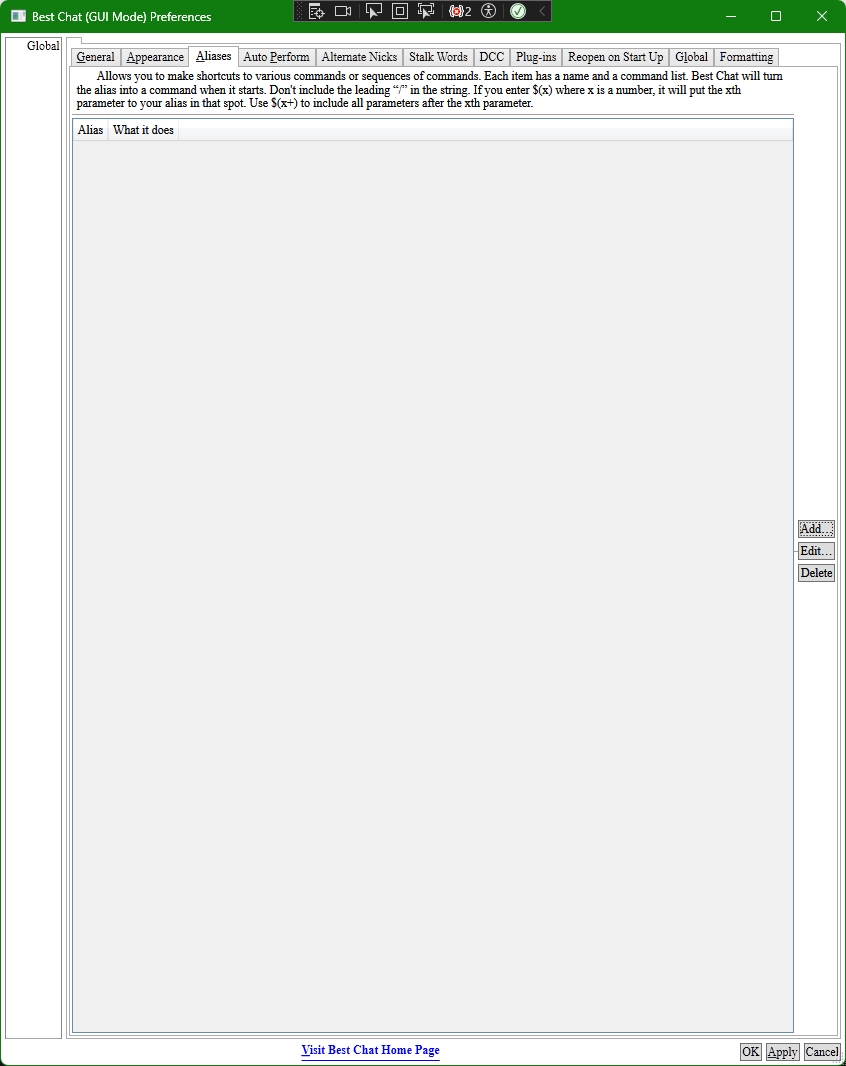 Best Chat (GUI Mode) Preferences
2
Global
General Appearance Aliases Auto Perform Alternate Nicks Stalk Words DCC Plug-ins Reopen on Start Up Global Formatting
Allows you to make shortcuts to various commands or sequences of commands. Each item has a name and a command list. Best Chat will turn
the alias into a command when it starts. Don't include the leading “/” in the string. If you enter $(x) where x is a number, it will put the xth
parameter to your alias in that spot. Use $(x+) to include all parameters after the xth parameter.
Alias What it does
Add...
Edit...
Delete
Visit Best Chat Home Page
OK Apply Cancel